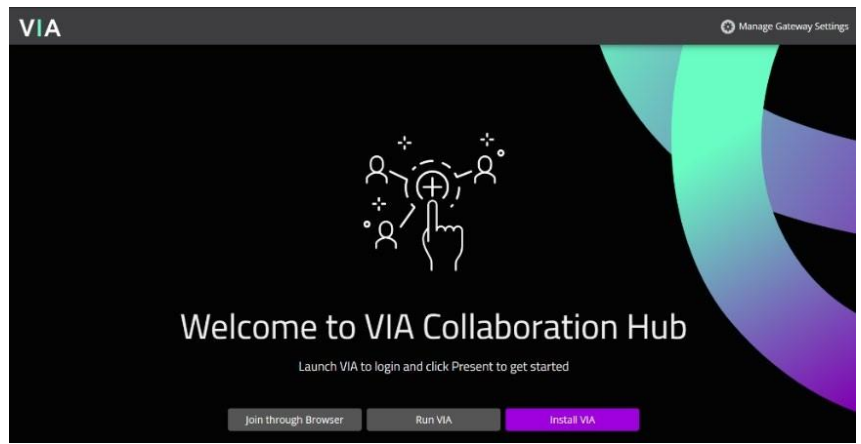 VIA
Manage Gateway Settings
Welcome to VIA Collaboration Hub
Launch VIA to login and click Present to get started
Join through Browser
Run VIA
Install VIA